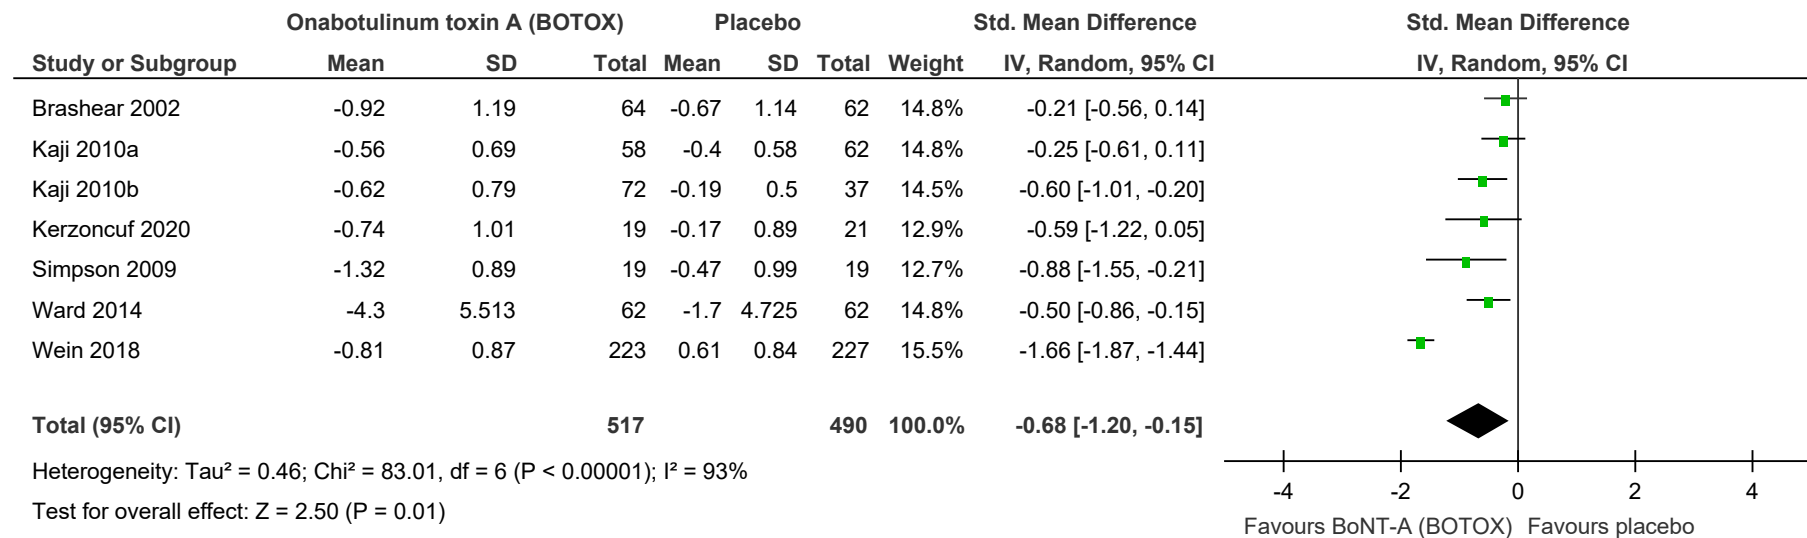 Onabotulinum toxin A (BOTOX) Placebo Std. Mean Difference Std. Mean Difference
Study or Subgroup Mean SD Total Mean SD Total Weight IV, Random, 95% CI IV, Random, 95% CI
Brashear 2002 -0.92 1.19 64 -0.67 1.14 62 14.8% -0.21 [-0.56, 0.14]
Kaji 2010a -0.56 0.69 58 -0.4 0.58 62 14.8% -0.25 [-0.61, 0.11]
Kaji 2010b -0.62 0.79 72 -0.19 0.5 37 14.5% -0.60 [-1.01, -0.20]
Kerzoncuf 2020 -0.74 1.01 19 -0.17 0.89 21 12.9% -0.59 [-1.22, 0.05]
Simpson 2009 -1.32 0.89 19 -0.47 0.99 19 12.7% -0.88 [-1.55, -0.21]
Ward 2014 -4.3 5.513 62 -1.7 4.725 62 14.8% -0.50 [-0.86, -0.15]
Wein 2018 -0.81 0.87 223 0.61 0.84 227 15.5% -1.66 [-1.87, -1.44]
Total (95% CI) 517 490 100.0% -0.68 [-1.20, -0.15]
Heterogeneity: Tau² = 0.46; Chi² = 83.01, df = 6 (P < 0.00001); I² = 93%
Test for overall effect: Z = 2.50 (P = 0.01)
-4 -2 0 2 4
Favours BoNT-A (BOTOX) Favours placebo